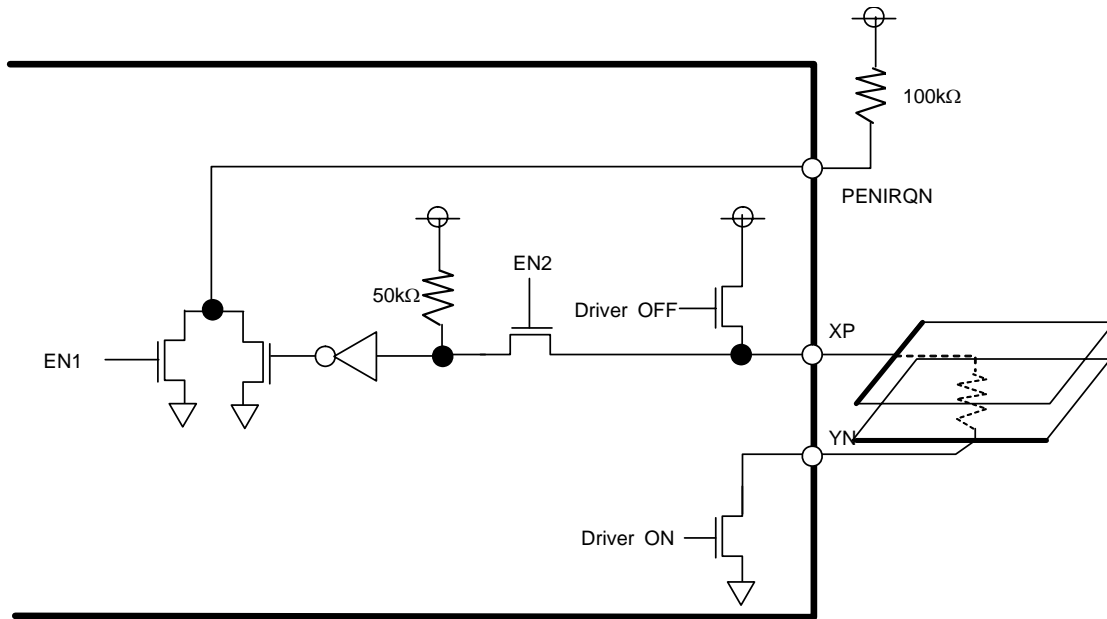 100kΩ
PENIRQN
EN2
50kΩ
Driver OFF
XP
EN1
YN
Driver ON